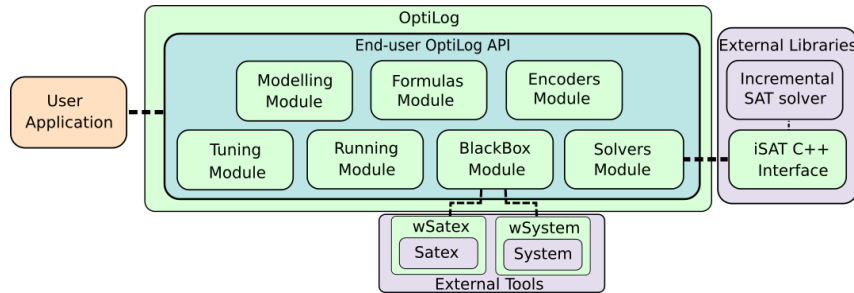 OptiLog
End-user OptiLog API
Modelling
Module
Formulas
Module
Encoders
Module
Tuning
Module
Running
Module
BlackBox
Module
Solvers
Module
User
Application
External Libraries
Incremental
SAT solver
iSAT C++
Interface
wSatex
Satex
wSystem
System
External Tools